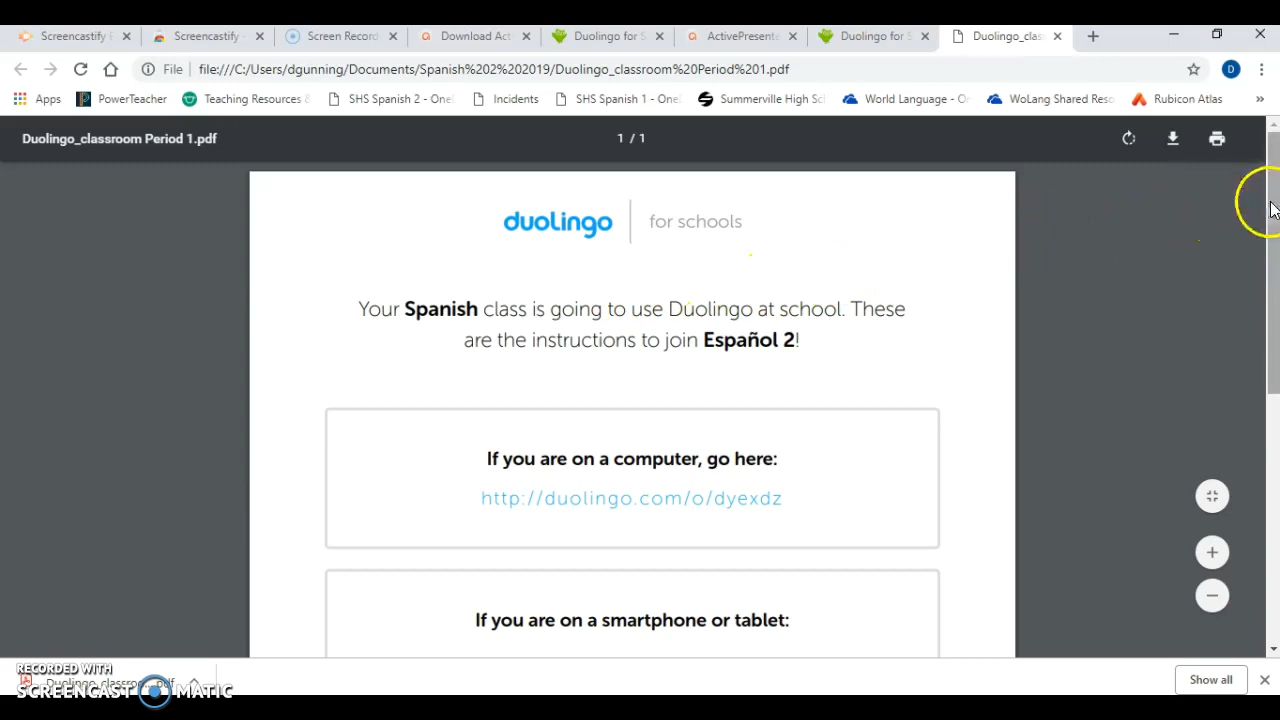 Screencastify F
Screencastify -
Screen Record
Download Act
Duolingo for S
ActivePresente
Duolingo for S
Duolingo_clas
File | file:///C:/Users/dgunning/Documents/Spanish%202%202019/Duolingo_classroom%20Period%201.pdf
D
Apps PowerTeacher Teaching Resources & SHS Spanish 2 - One Incidents SHS Spanish 1 - One Summerville High Sc World Language - O WoLang Shared Reso Rubicon Atlas »
Duolingo_classroom Period 1.pdf
1 / 1
duolingo | for schools
Your Spanish class is going to use Duolingo at school. These
are the instructions to join Español 2!
If you are on a computer, go here:
http://duolingo.com/o/dyexdz
If you are on a smartphone or tablet:
RECORDED WITH
Duolingo_classroo....pdf
SCREENCAST MATIC
Show all